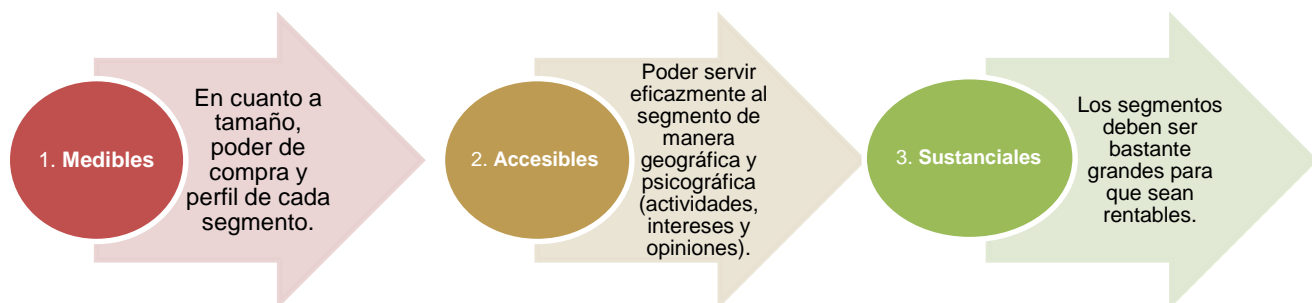 1. Medibles
En cuanto a
tamaño,
poder de
compra y
perfil de cada
segmento.
2. Accesibles
Poder servir
eficazmente al
segmento de
manera
geográfica y
psicográfica
(actividades,
intereses y
opiniones).
3. Sustanciales
Los segmentos
deben ser
bastante
grandes para
que sean
rentables.